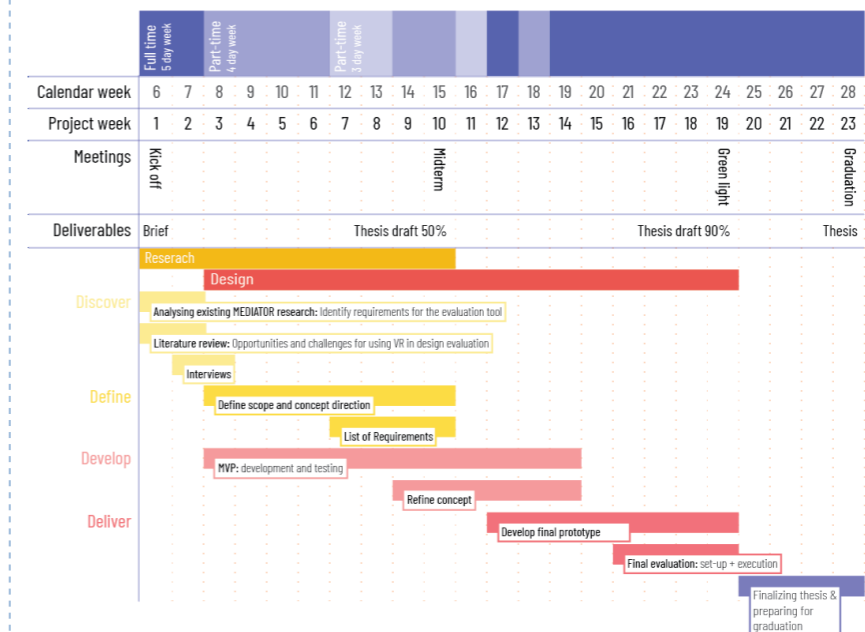 Full time
5 day week
Part-time
4 day week
Part-time
3 day week
Calendar week 6 7 8 9 10 11 12 13 14 15 16 17 18 19 20 21 22 23 24 25 26 27 28
Project week 1 2 3 4 5 6 7 8 9 10 11 12 13 14 15 16 17 18 19 20 21 22 23
Meetings Kick off Midterm Green light Graduation
Deliverables Brief Thesis draft 50% Thesis draft 90% Thesis
Reserach
Design
Discover
Analysing existing MEDIATOR research: Identify requirements for the evaluation tool
Literature review: Opportunities and challenges for using VR in design evaluation
Interviews
Define
Define scope and concept direction
List of Requirements
Develop
MVP: development and testing
Refine concept
Deliver
Develop final prototype
Final evaluation: set-up + execution
Finalizing thesis &
preparing for
graduation